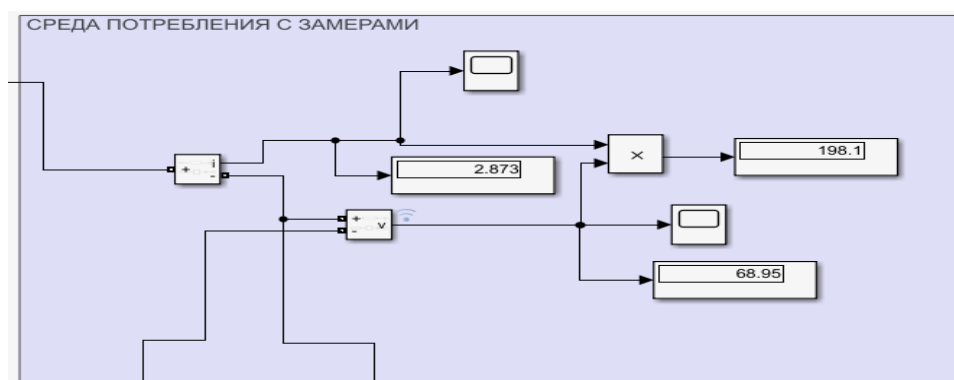 СРЕДА ПОТРЕБЛЕНИЯ С ЗАМЕРАМИ
×
198.1
i
+
-
2.873
+
-
v
68.95